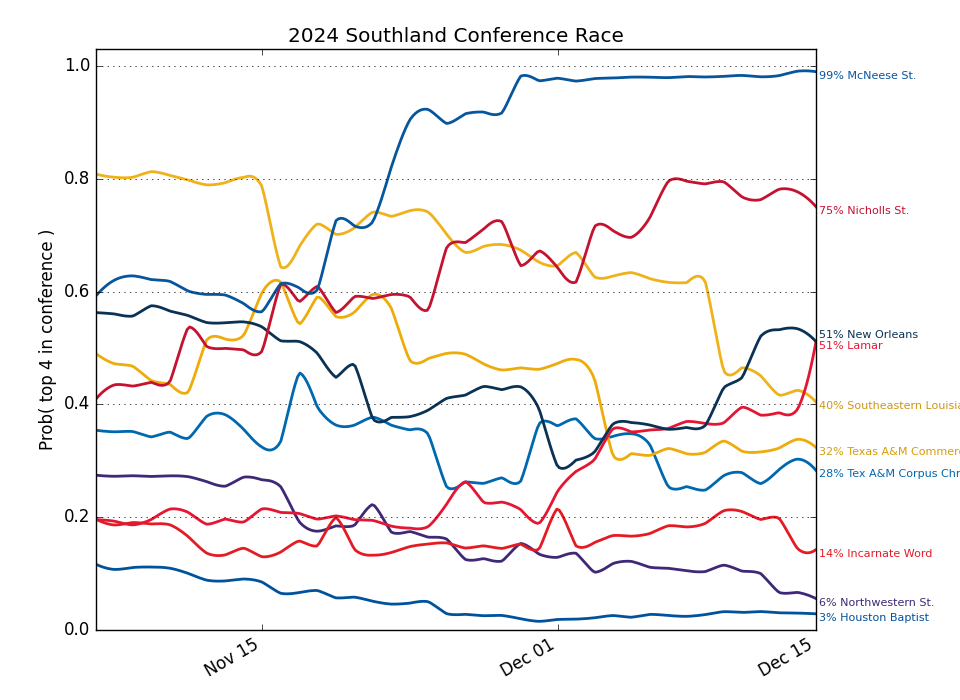 2024 Southland Conference Race
Prob( top 4 in conference )
1.0
0.8
0.6
0.4
0.2
0.0
Nov 15
Dec 01
Dec 15
99% McNeese St.
75% Nicholls St.
51% New Orleans
51% Lamar
40% Southeastern Louisia
32% Texas A&M Commerc
28% Tex A&M Corpus Chr
14% Incarnate Word
6% Northwestern St.
3% Houston Baptist